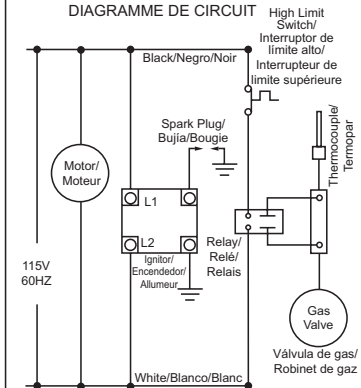 DIAGRAMME DE CIRCUIT
High Limit
Switch/
Interruptor de
límite alto/
Interrupteur de
limite supérieure
Black/Negro/Noir
Spark Plug/
Bujía/Bougie
Thermocouple/
Termopar
Motor/
Moteur
L1
L2
Ignitor/
Encendedor/
Allumeur
Relay/
Relé/
Relais
115V
60HZ
Gas
Valve
Válvula de gas/
Robinet de gaz
White/Blanco/Blanc